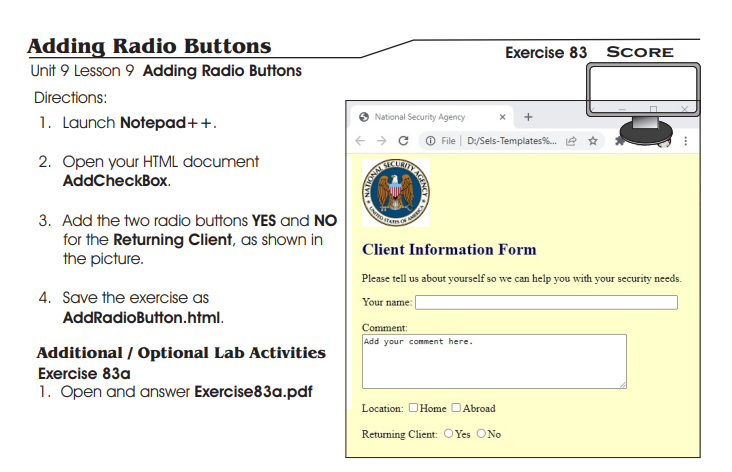 Adding Radio Buttons
Exercise 83 SCORE
Unit 9 Lesson 9 Adding Radio Buttons
Directions:
1. Launch Notepad++.
2. Open your HTML document
AddCheckBox.
3. Add the two radio buttons YES and NO
for the Returning Client, as shown in
the picture.
4. Save the exercise as
AddRadioButton.html.
Additional / Optional Lab Activities
Exercise 83a
1. Open and answer Exercise83a.pdf
National Security Agency
File | D:/Sels-Templates%...
NATIONAL SECURITY AGENCY
UNITED STATES OF AMERICA
Client Information Form
Please tell us about yourself so we can help you with your security needs.
Your name:
Comment:
Add your comment here.
Location: Home Abroad
Returning Client: Yes No